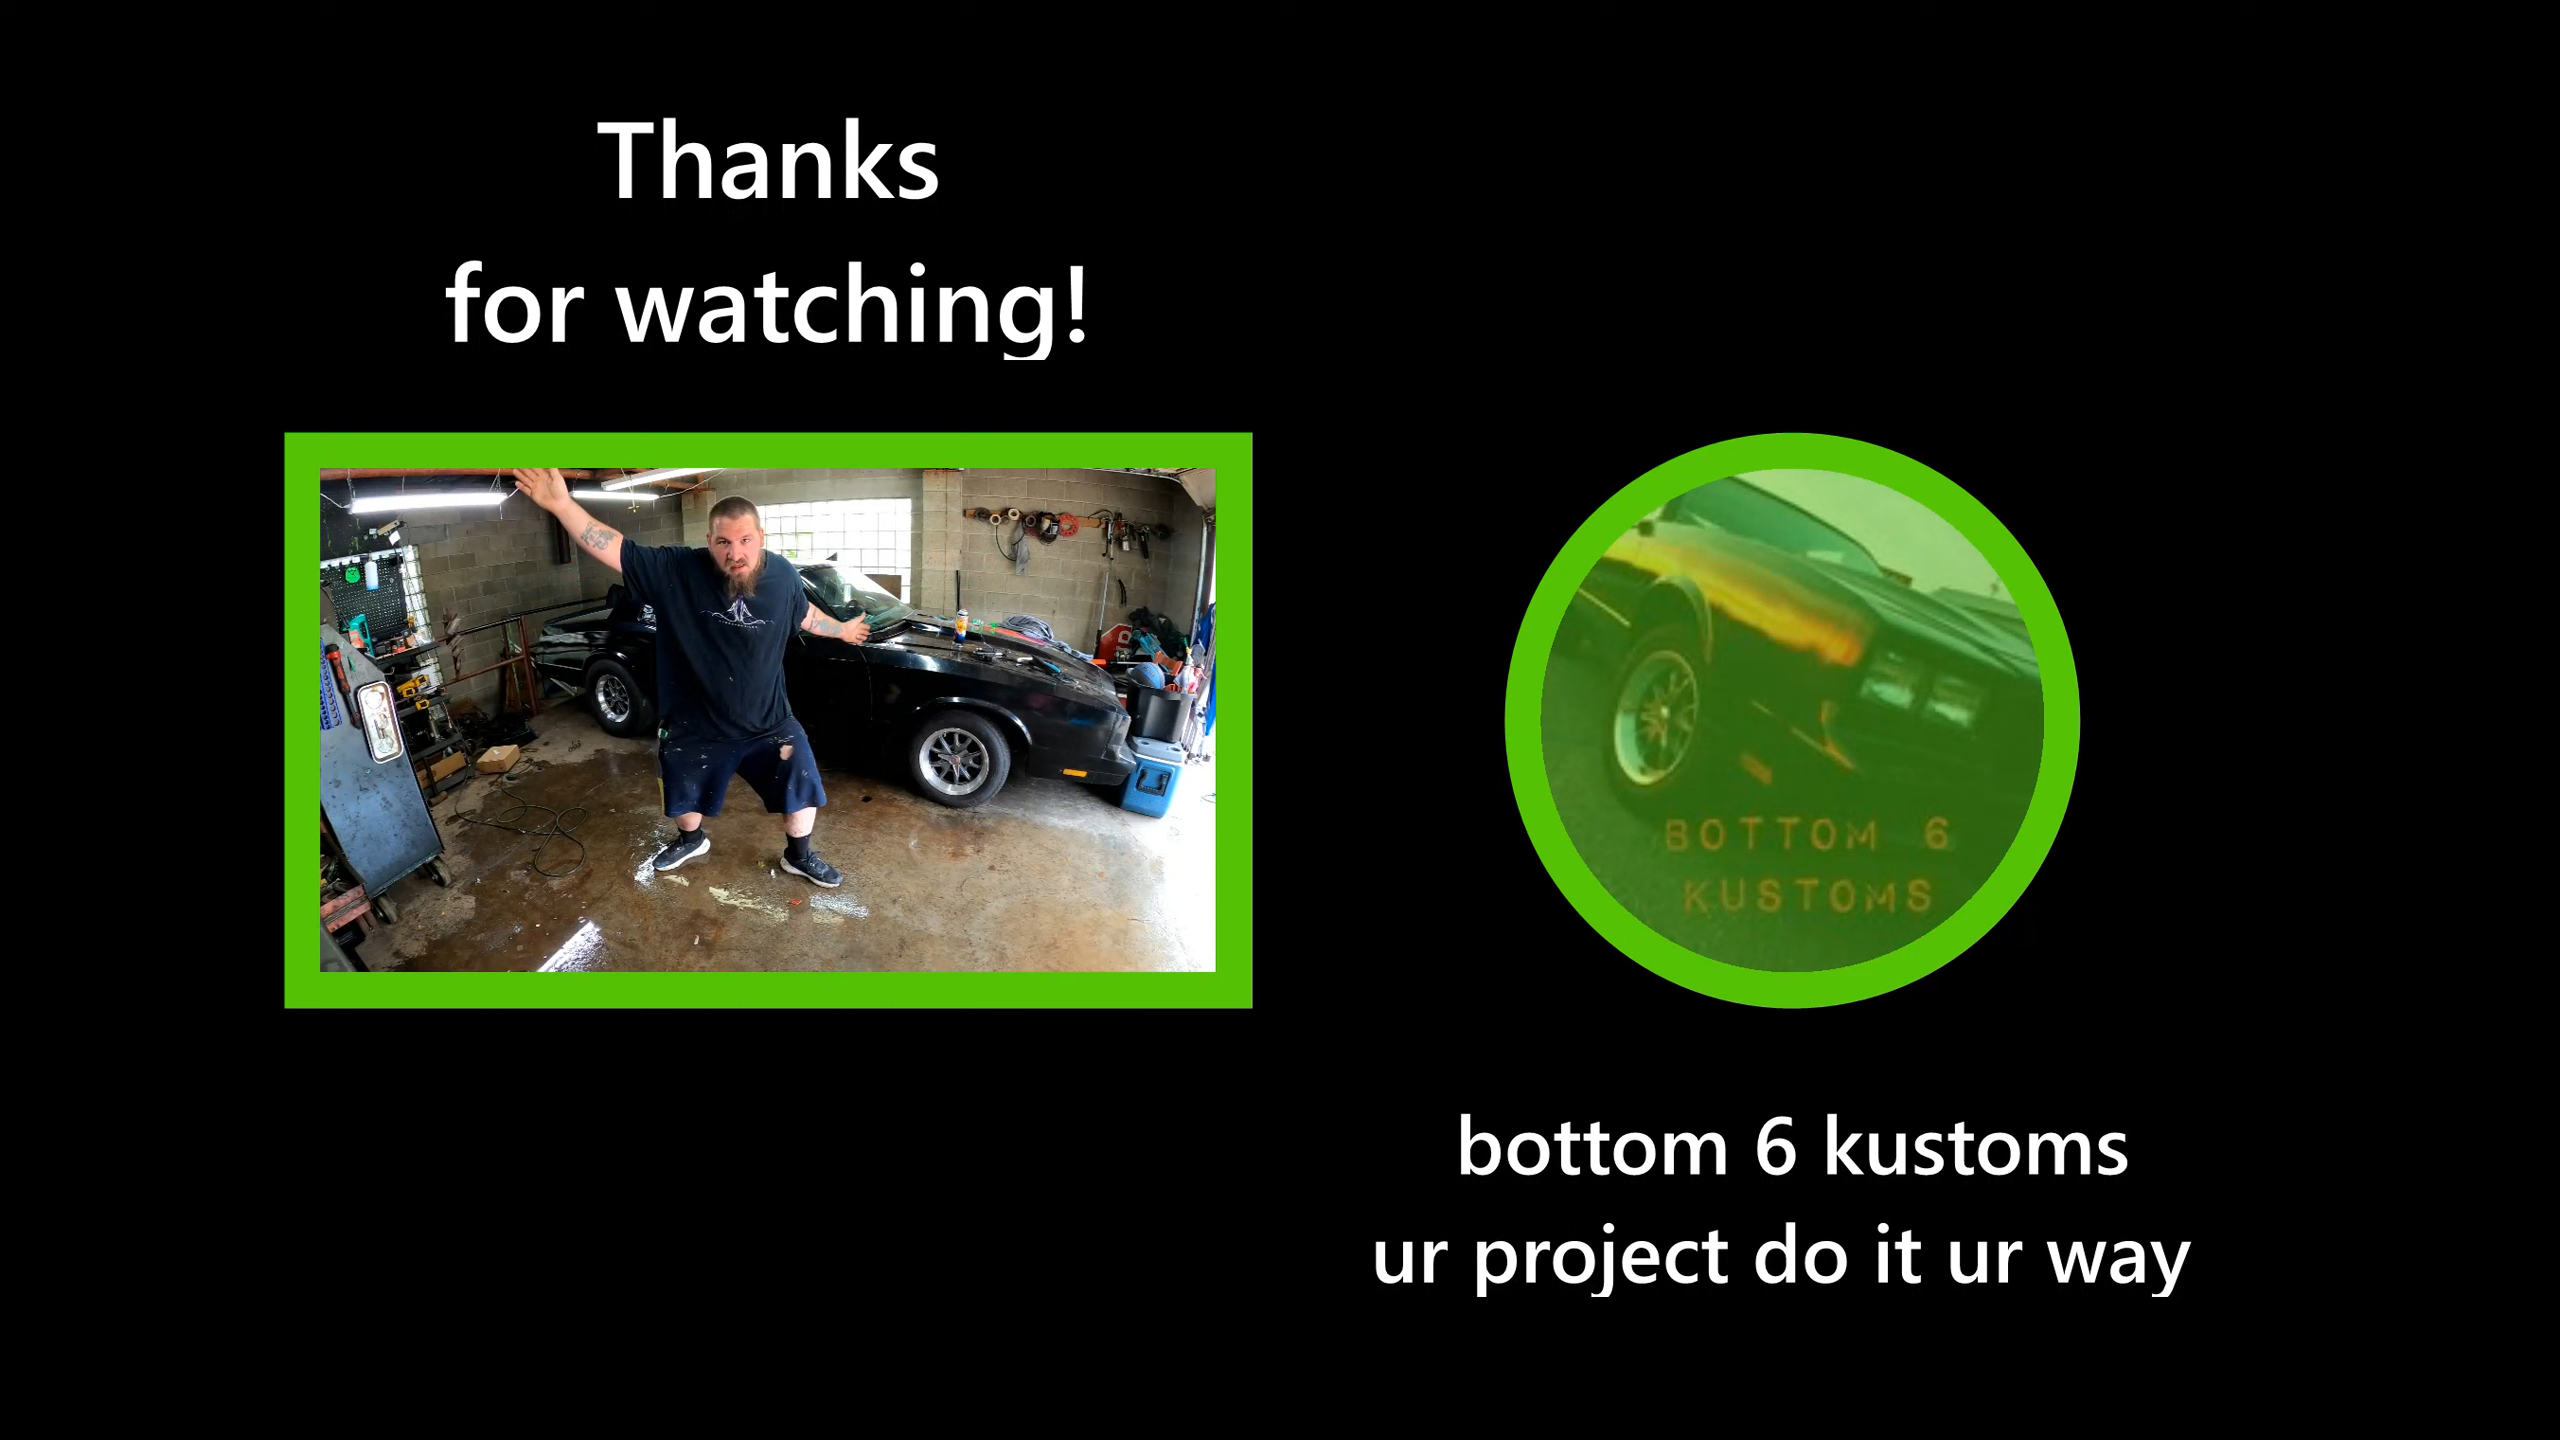 Thanks
for watching!
BOTTOM 6
KUSTOMS
bottom 6 kustoms
ur project do it ur way